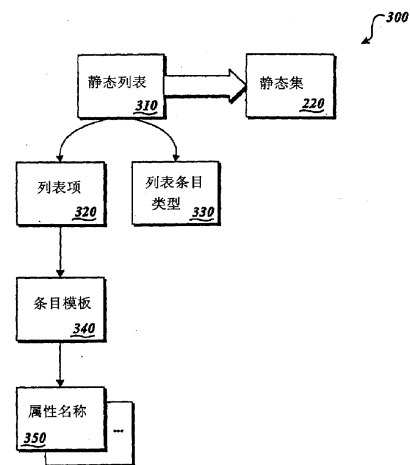 300
静态列表
310
静态集
220
列表项
320
列表条目
类型
330
条目模板
340
属性名称
350
...